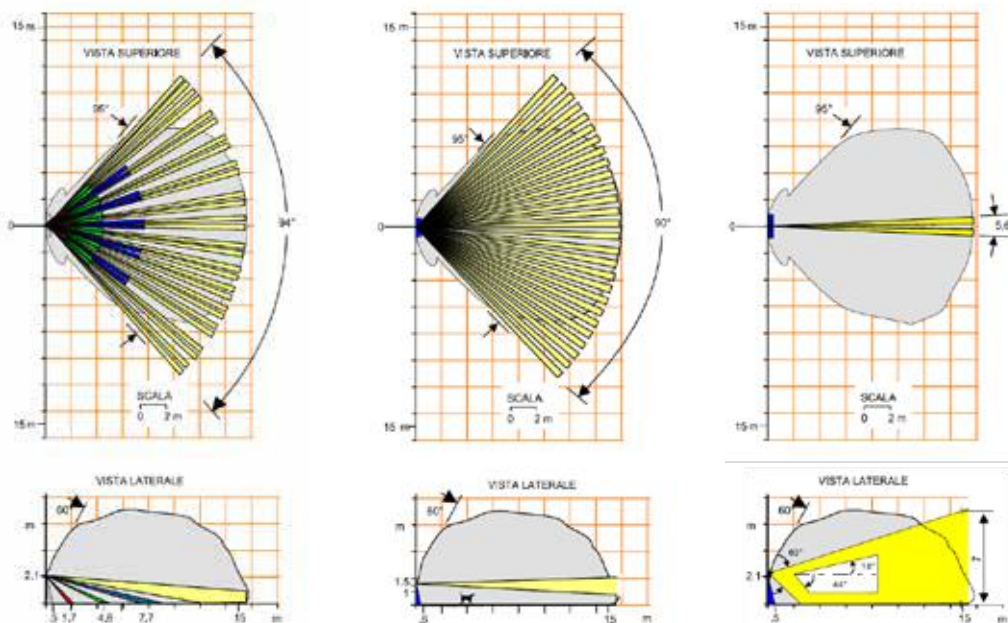 15 m
VISTA SUPERIORE
95°
0
94°
SCALA
0 2 m
15 m
VISTA LATERALE
60°
m
2.1
.5 1,7 4,8 7,7 15 m
15 m
VISTA SUPERIORE
95°
0
90°
SCALA
0 2 m
15 m
VISTA LATERALE
60°
m
1.5
.5 15 m
15 m
VISTA SUPERIORE
95°
0
5,6
SCALA
0 2 m
15 m
VISTA LATERALE
60°
m
2.1
60°
18°
44°
7
.5 15 m